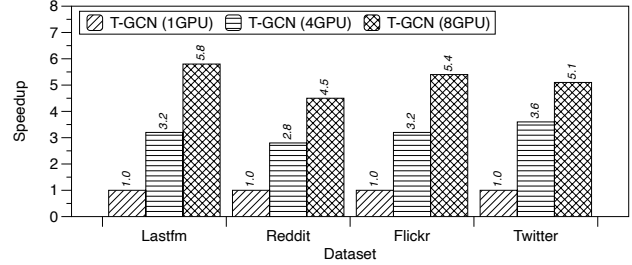 8
7
6
5
4
3
2
1
0
Speedup
T-GCN (1GPU) T-GCN (4GPU) T-GCN (8GPU)
1.0 3.2 5.8 1.0 2.8 4.5 1.0 3.2 5.4 1.0 3.6 5.1
Lastfm Reddit Flickr Twitter
Dataset